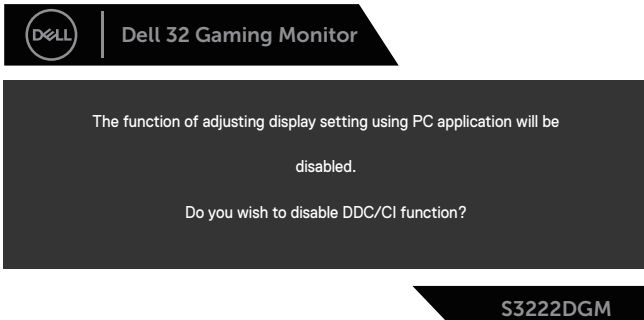 DELL
Dell 32 Gaming Monitor
The function of adjusting display setting using PC application will be
disabled.
Do you wish to disable DDC/CI function?
S3222DGM